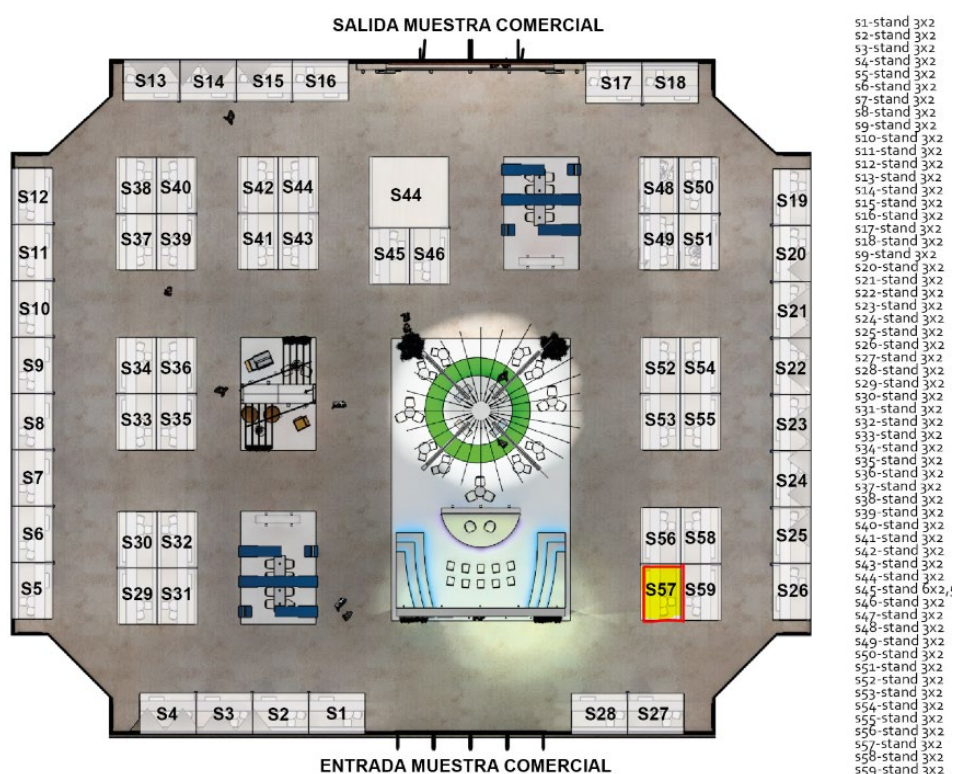 SALIDA MUESTRA COMERCIAL
S13 S14 S15 S16 S17 S18
S38 S40 S42 S44 S44 S48 S50
S12 S19
S37 S39 S41 S43 S45 S46 S49 S51
S11 S20
S10 S21
S9 S34 S36 S52 S54 S22
S8 S33 S35 S53 S55 S23
S7 S24
S6 S30 S32 S56 S58 S25
S5 S29 S31 S57 S59 S26
S4 S3 S2 S1 S28 S27
ENTRADA MUESTRA COMERCIAL
s1-stand 3x2
s2-stand 3x2
s3-stand 3x2
s4-stand 3x2
s5-stand 3x2
s6-stand 3x2
s7-stand 3x2
s8-stand 3x2
s9-stand 3x2
s10-stand 3x2
s11-stand 3x2
s12-stand 3x2
s13-stand 3x2
s14-stand 3x2
s15-stand 3x2
s16-stand 3x2
s17-stand 3x2
s18-stand 3x2
s9-stand 3x2
s20-stand 3x2
s21-stand 3x2
s22-stand 3x2
s23-stand 3x2
s24-stand 3x2
s25-stand 3x2
s26-stand 3x2
s27-stand 3x2
s28-stand 3x2
s29-stand 3x2
s30-stand 3x2
s31-stand 3x2
s32-stand 3x2
s33-stand 3x2
s34-stand 3x2
s35-stand 3x2
s36-stand 3x2
s37-stand 3x2
s38-stand 3x2
s39-stand 3x2
s40-stand 3x2
s41-stand 3x2
s42-stand 3x2
s43-stand 3x2
s44-stand 3x2
s45-stand 6x2,
s46-stand 3x2
s47-stand 3x2
s48-stand 3x2
s49-stand 3x2
s50-stand 3x2
s51-stand 3x2
s52-stand 3x2
s53-stand 3x2
s54-stand 3x2
s55-stand 3x2
s56-stand 3x2
s57-stand 3x2
s58-stand 3x2
s59-stand 3x2